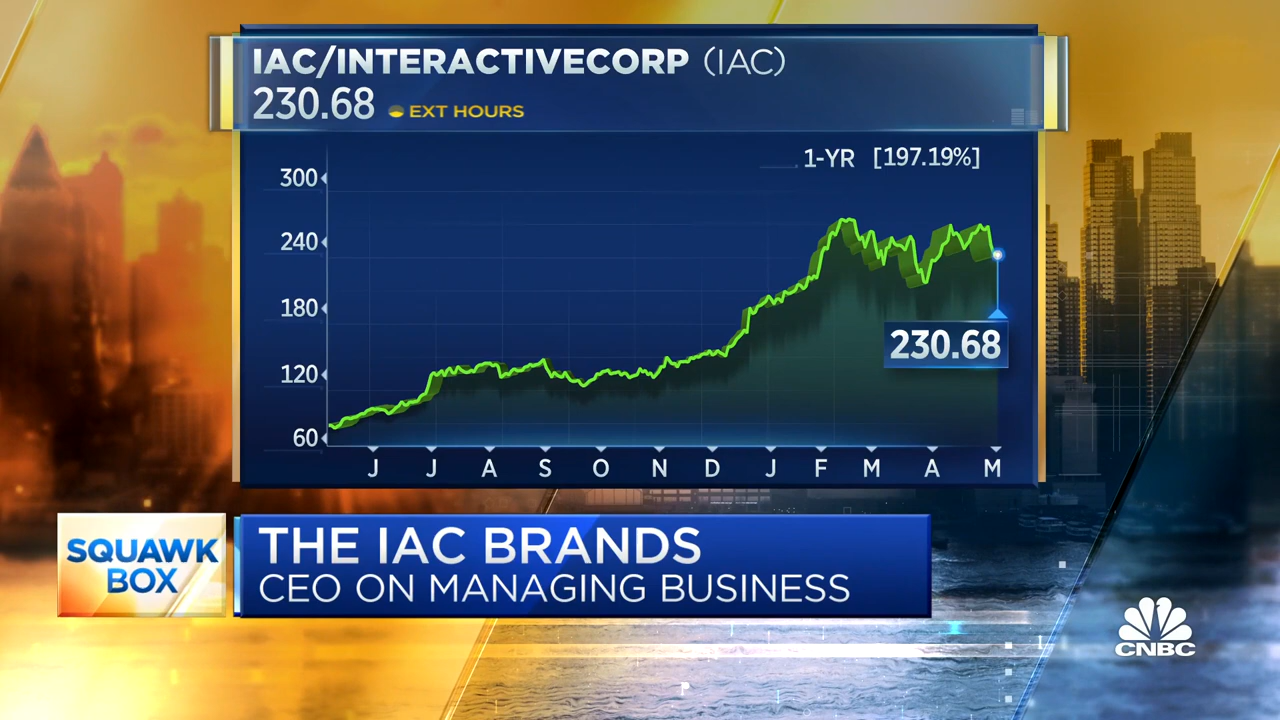 IAC/INTERACTIVECORP (IAC)
230.68 EXT HOURS
1-YR [197.19%]
300
240
180
120
60
230.68
J J A S O N D J F M A M
SQUAWK
BOX
THE IAC BRANDS
CEO ON MANAGING BUSINESS
CNBC